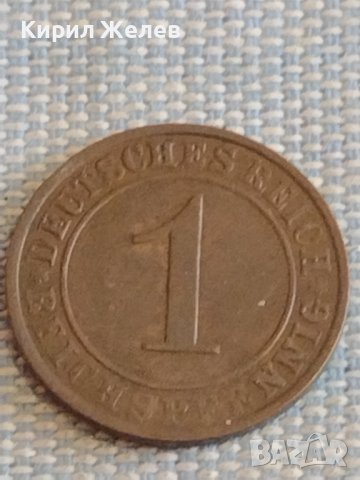 Кирил Желев
DEUTSCHES REICH
1
REICHSPFENNIG
BAZAR